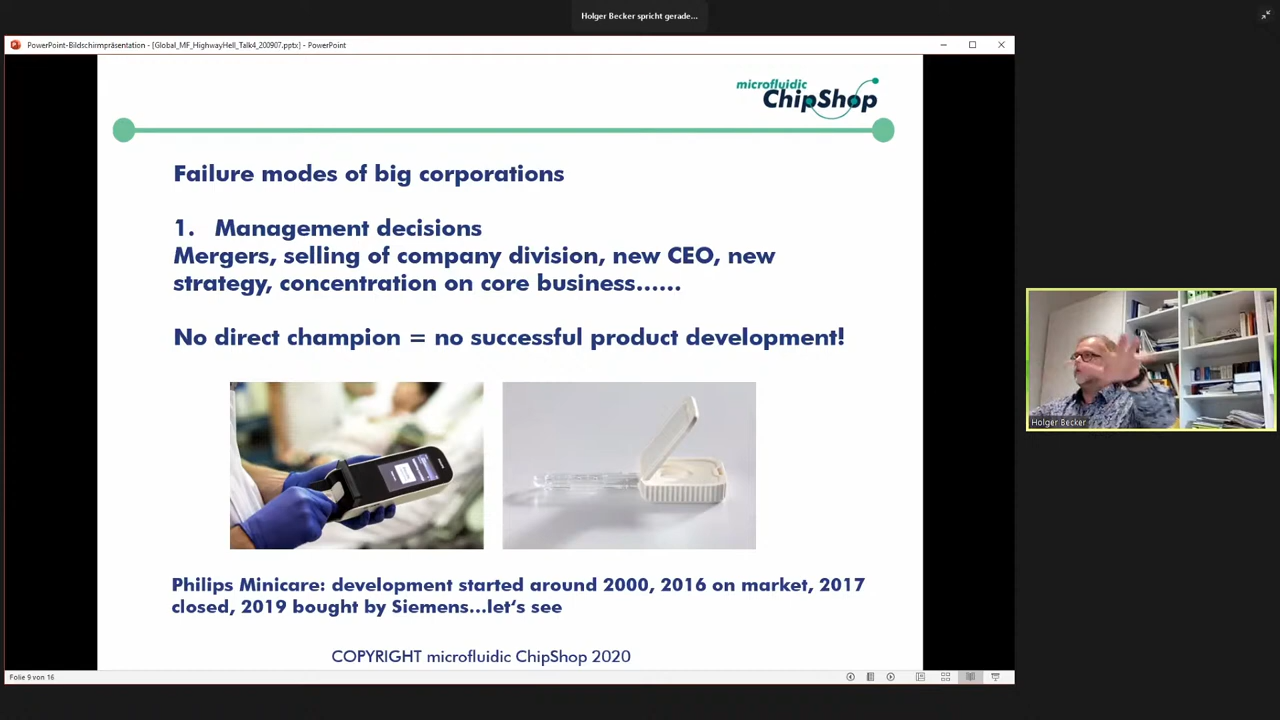 Holger Becker spricht gerade...
PowerPoint-Bildschirmpräsentation - [Global_MF_HighwayHell_Talk4_200907.pptx] - PowerPoint
microfluidic
ChipShop
Failure modes of big corporations
1. Management decisions
Mergers, selling of company division, new CEO, new
strategy, concentration on core business……
No direct champion = no successful product development!
Philips Minicare: development started around 2000, 2016 on market, 2017
closed, 2019 bought by Siemens…let‘s see
COPYRIGHT microfluidic ChipShop 2020
Folie 9 von 16
Holger Becker